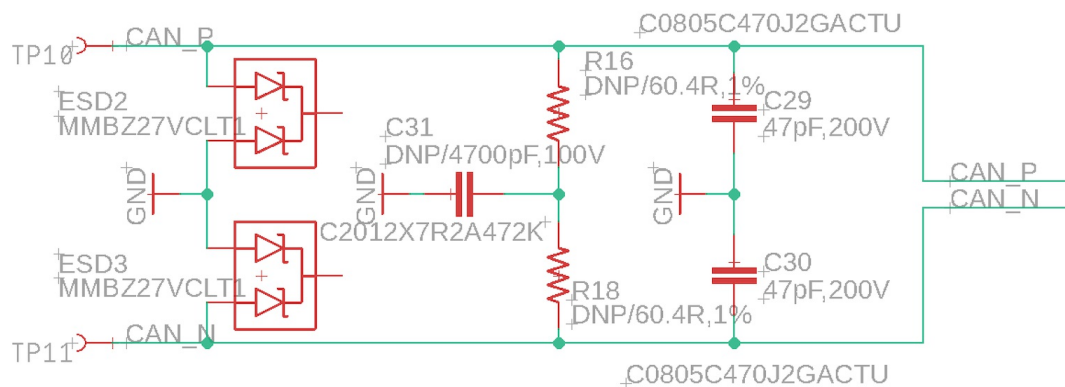 C0805C470J2GACTU
CAN_P
TP10
R16
DNP/60.4R,1%
ESD2
MMBZ27VCLT1
C29
47pF,200V
C31
DNP/4700pF,100V
GND
GND
GND
CAN_P
CAN_N
C2012X7R2A472K
ESD3
MMBZ27VCLT1
C30
47pF,200V
R18
DNP/60.4R,1%
CAN_N
TP11
C0805C470J2GACTU